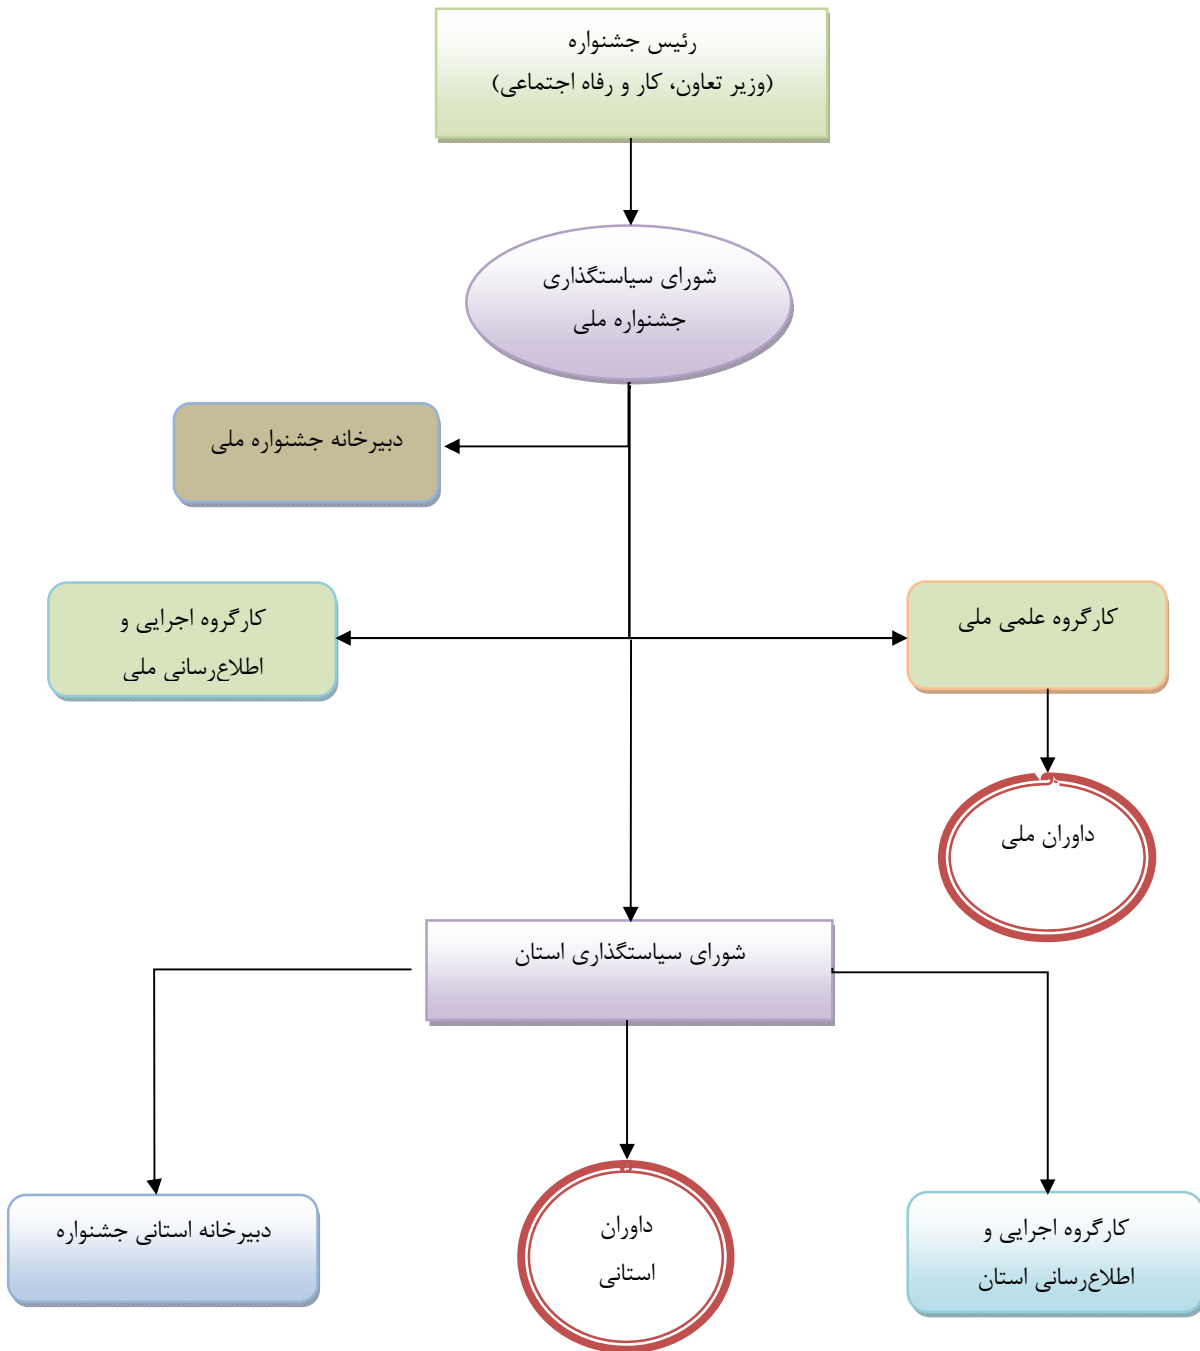 رئیس جشنواره
(وزیر تعاون، کار و رفاه اجتماعی)
شورای سیاستگذاری
جشنواره ملی
دبیرخانه جشنواره ملی
کارگروه علمی ملی
کارگروه اجرایی و
اطلاع‌رسانی ملی
داوران ملی
شورای سیاستگذاری استان
کارگروه اجرایی و
اطلاع‌رسانی استان
داوران
استانی
دبیرخانه استانی جشنواره